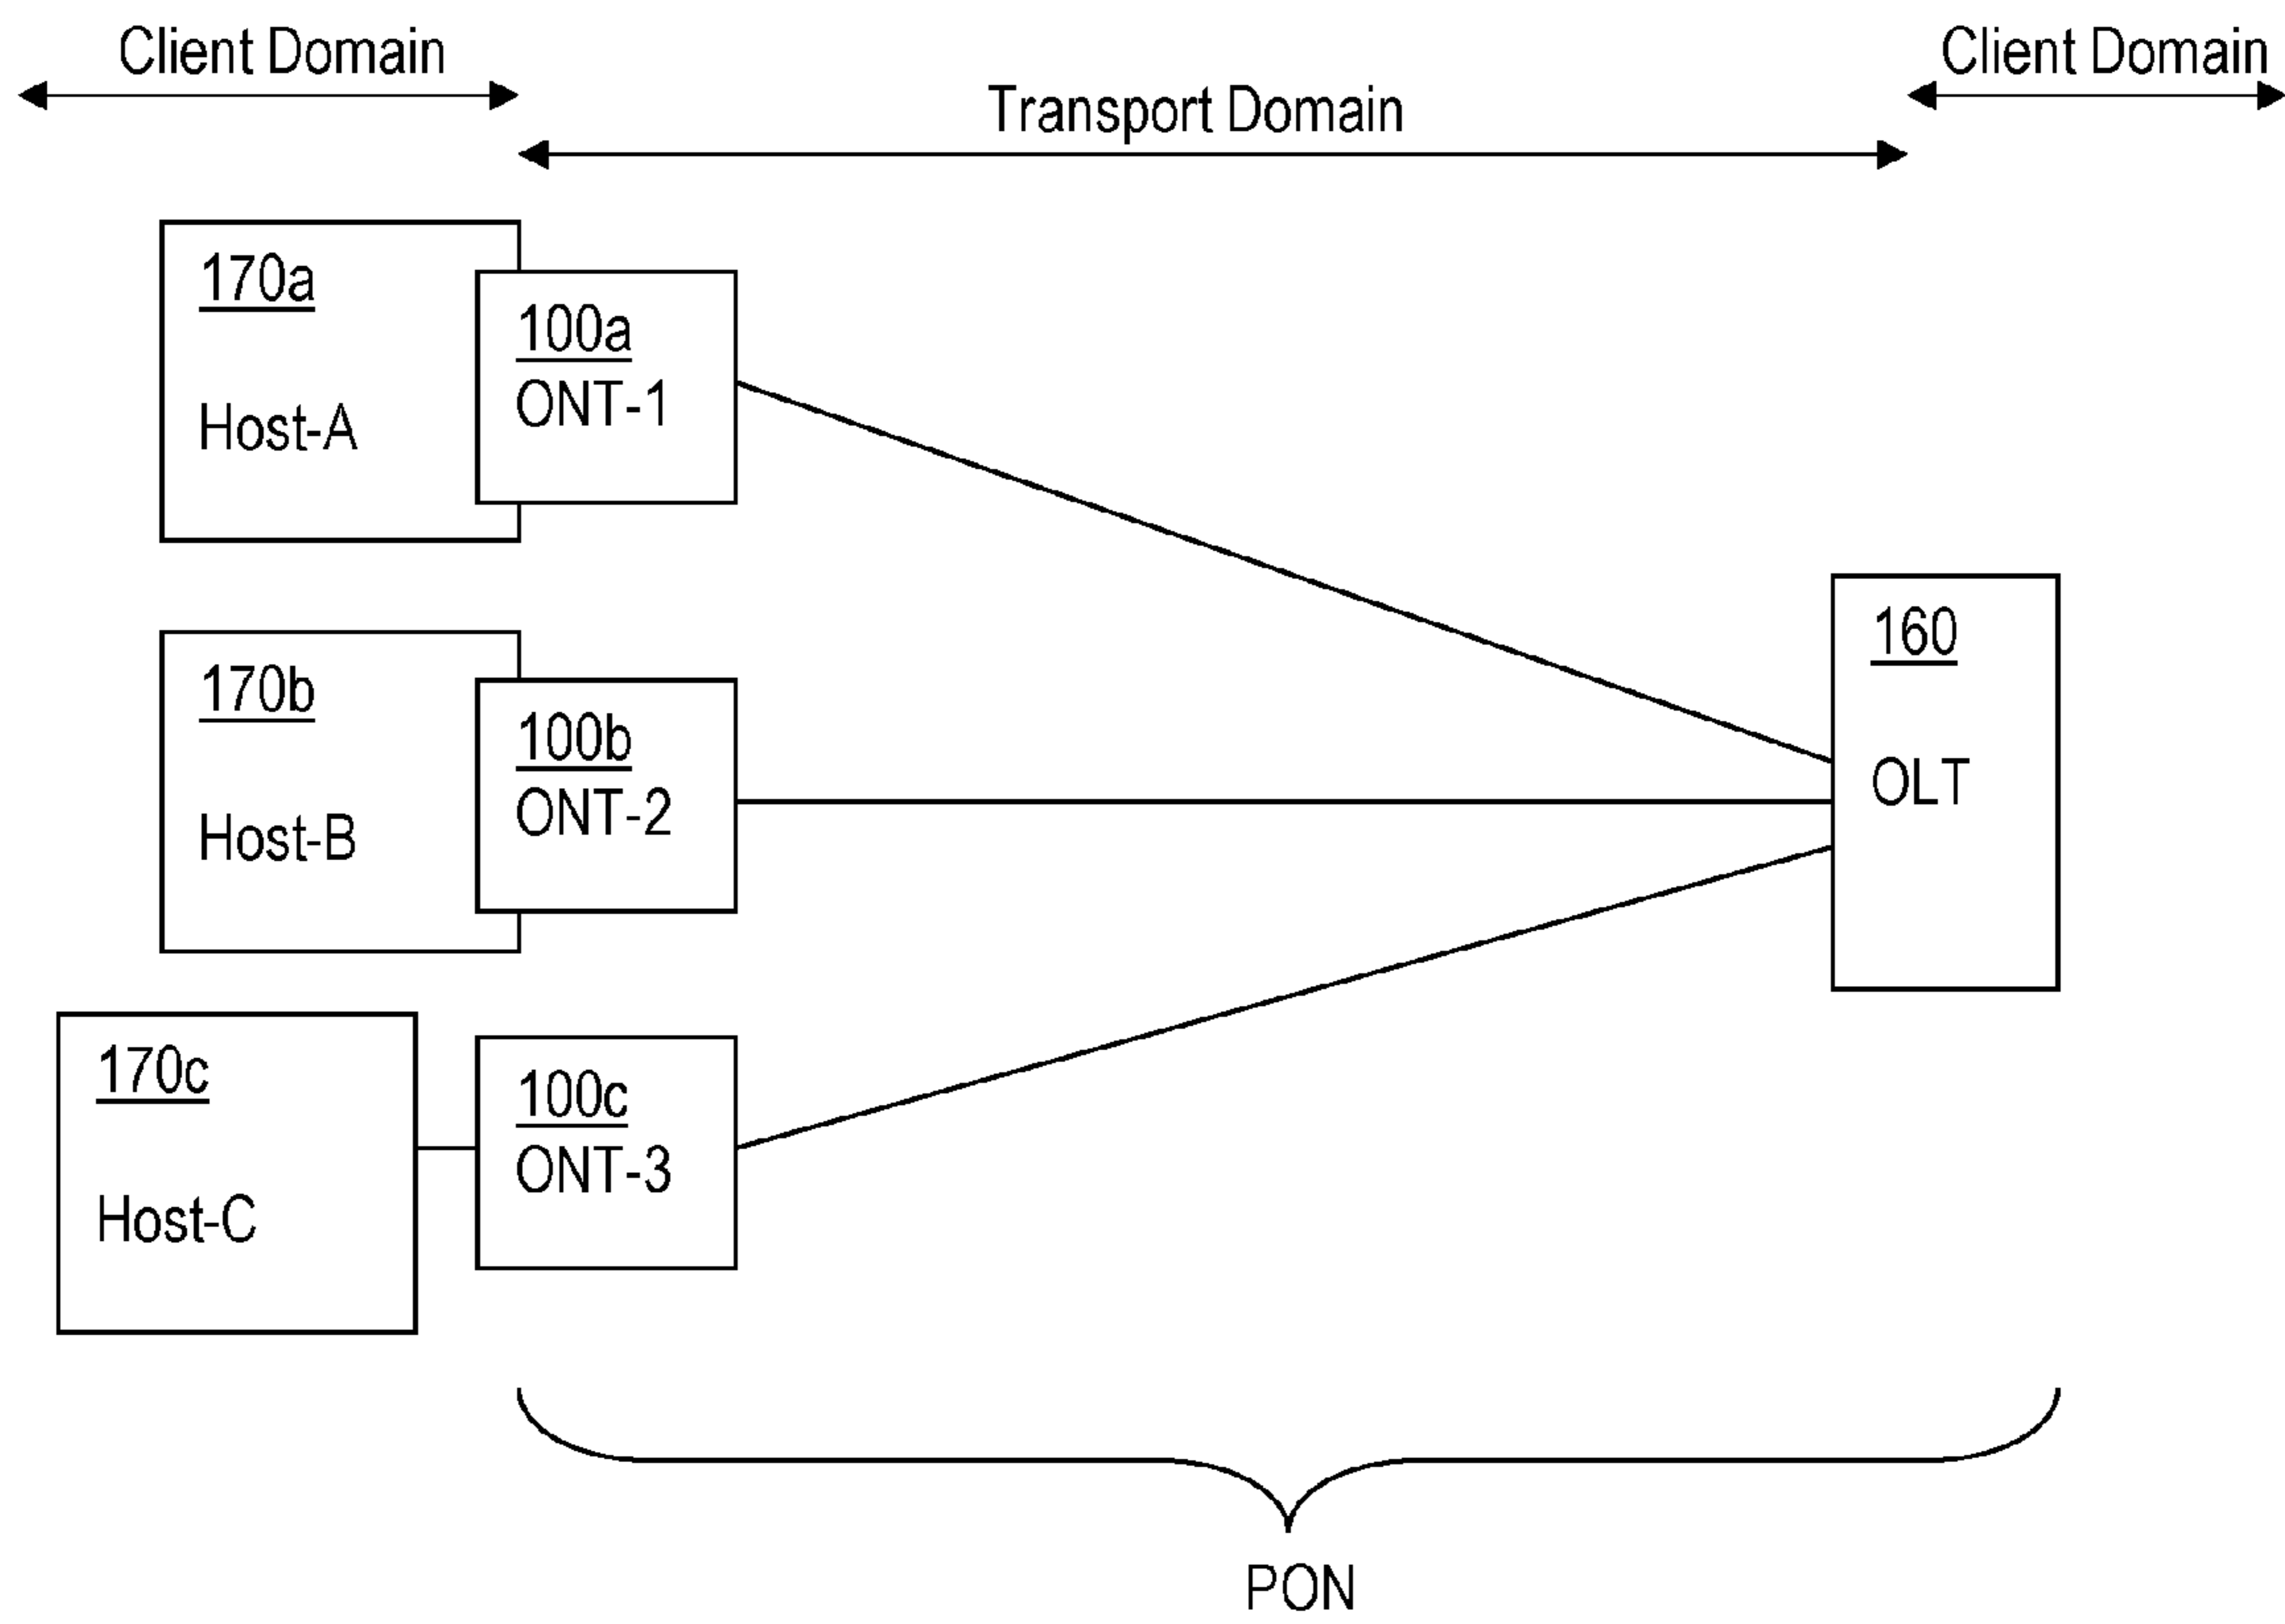 Client Domain
Transport Domain
Client Domain
170a
Host-A
100a
ONT-1
170b
Host-B
100b
ONT-2
160
OLT
170c
Host-C
100c
ONT-3
PON